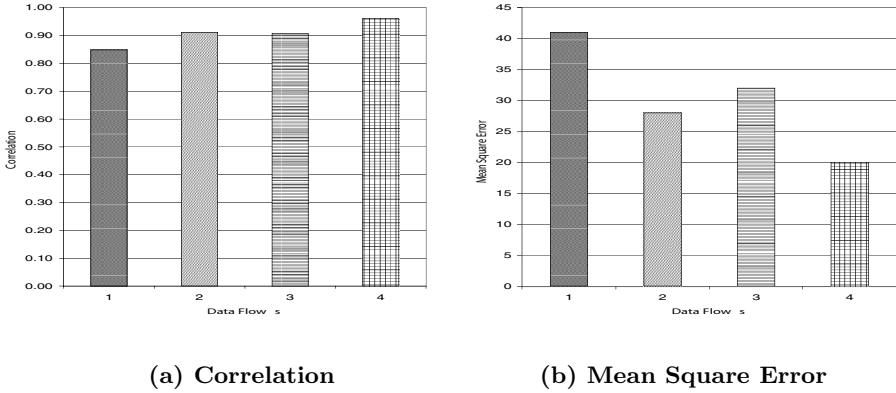 1.00
0.90
0.80
0.90
0.60
0.50
0.40
0.90
0.20
0.10
0.00
Correlation
1 2 3 4
Data Flow s
(a) Correlation
45
40
35
30
25
20
15
10
5
0
Mean Square Error
1 2 3 4
Data Flow s
(b) Mean Square Error